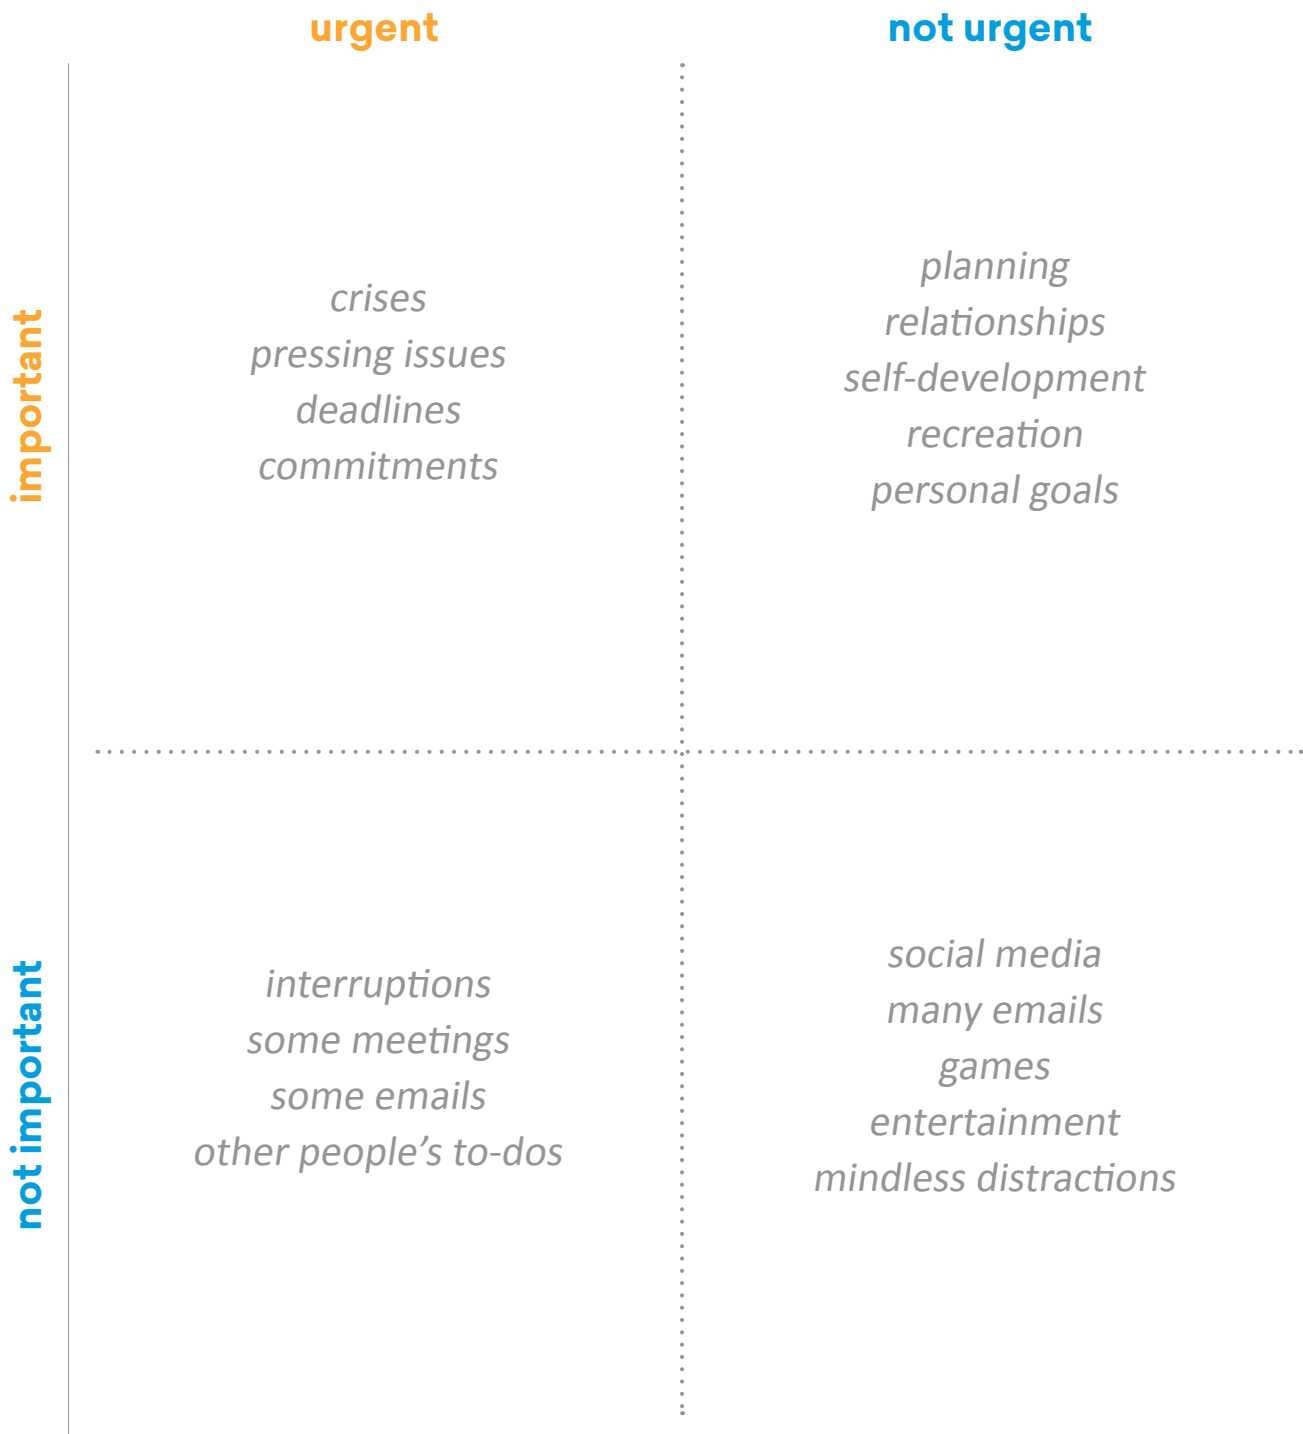 urgent
not urgent
important
crises
pressing issues
deadlines
commitments
planning
relationships
self-development
recreation
personal goals
not important
interruptions
some meetings
some emails
other people’s to-dos
social media
many emails
games
entertainment
mindless distractions